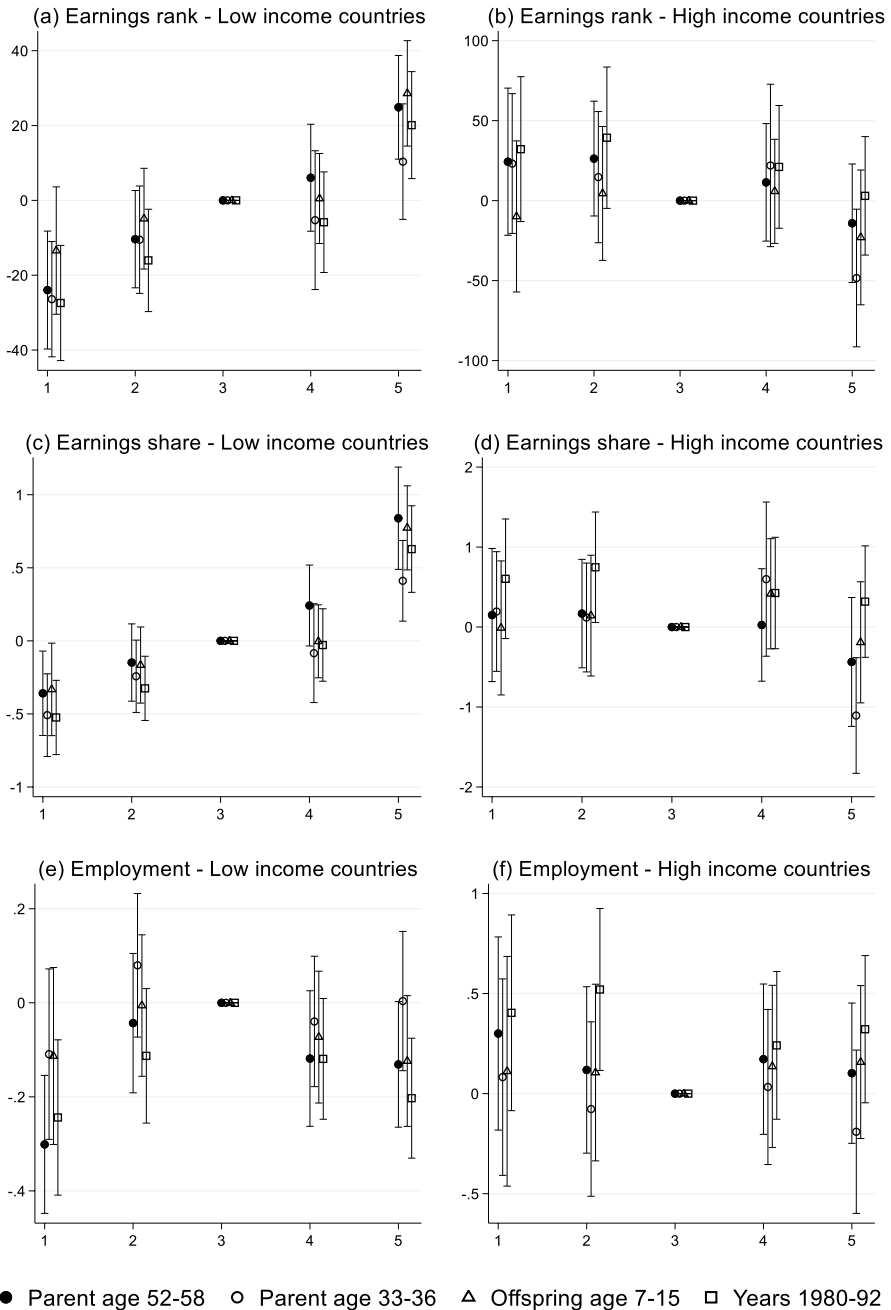 (a) Earnings rank - Low income countries
40
20
0
-20
-40
1 2 3 4 5
(b) Earnings rank - High income countries
100
50
0
-50
-100
1 2 3 4 5
(c) Earnings share - Low income countries
1
.5
0
-.5
-1
1 2 3 4 5
(d) Earnings share - High income countries
2
1
0
-1
-2
1 2 3 4 5
(e) Employment - Low income countries
.2
0
-.2
-.4
1 2 3 4 5
(f) Employment - High income countries
1
.5
0
-.5
1 2 3 4 5
Parent age 52-58 Parent age 33-36 Offspring age 7-15 Years 1980-92